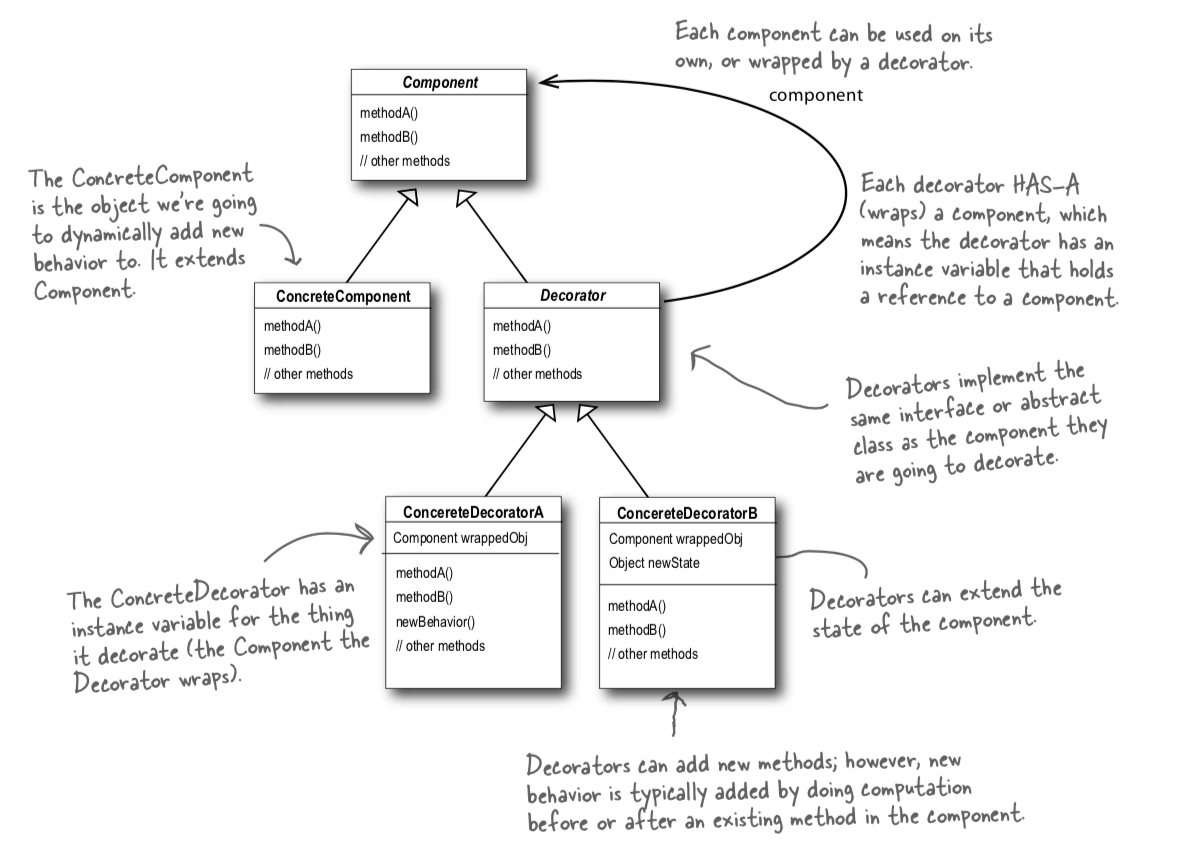 Each component can be used on its
own, or wrapped by a decorator.
component
Component
methodA()
methodB()
// other methods
The ConcreteComponent
is the object we're going
to dynamically add new
behavior to. It extends
Component.
Each decorator HAS-A
(wraps) a component, which
means the decorator has an
instance variable that holds
a reference to a component.
ConcreteComponent
methodA()
methodB()
// other methods
Decorator
methodA()
methodB()
// other methods
Decorators implement the
same interface or abstract
class as the component they
are going to decorate.
ConcereteDecoratorA
Component wrappedObj
methodA()
methodB()
newBehavior()
// other methods
ConcereteDecoratorB
Component wrappedObj
Object newState
methodA()
methodB()
// other methods
The ConcreteDecorator has an
instance variable for the thing
it decorate (the Component the
Decorator wraps).
Decorators can extend the
state of the component.
Decorators can add new methods; however, new
behavior is typically added by doing computation
before or after an existing method in the component.